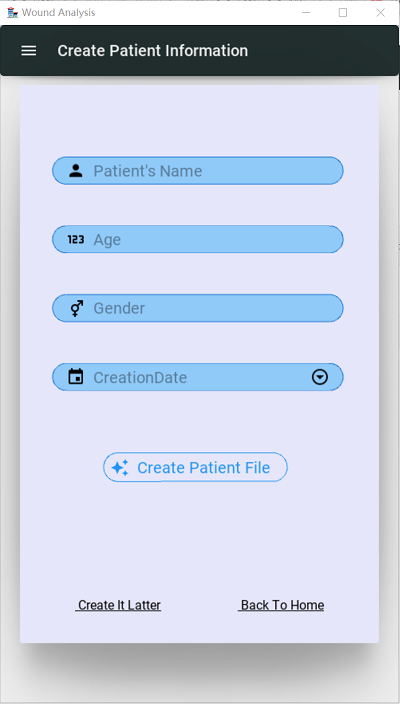 Wound Analysis
Create Patient Information
Patient's Name
123 Age
Gender
CreationDate
Create Patient File
Create It Latter Back To Home